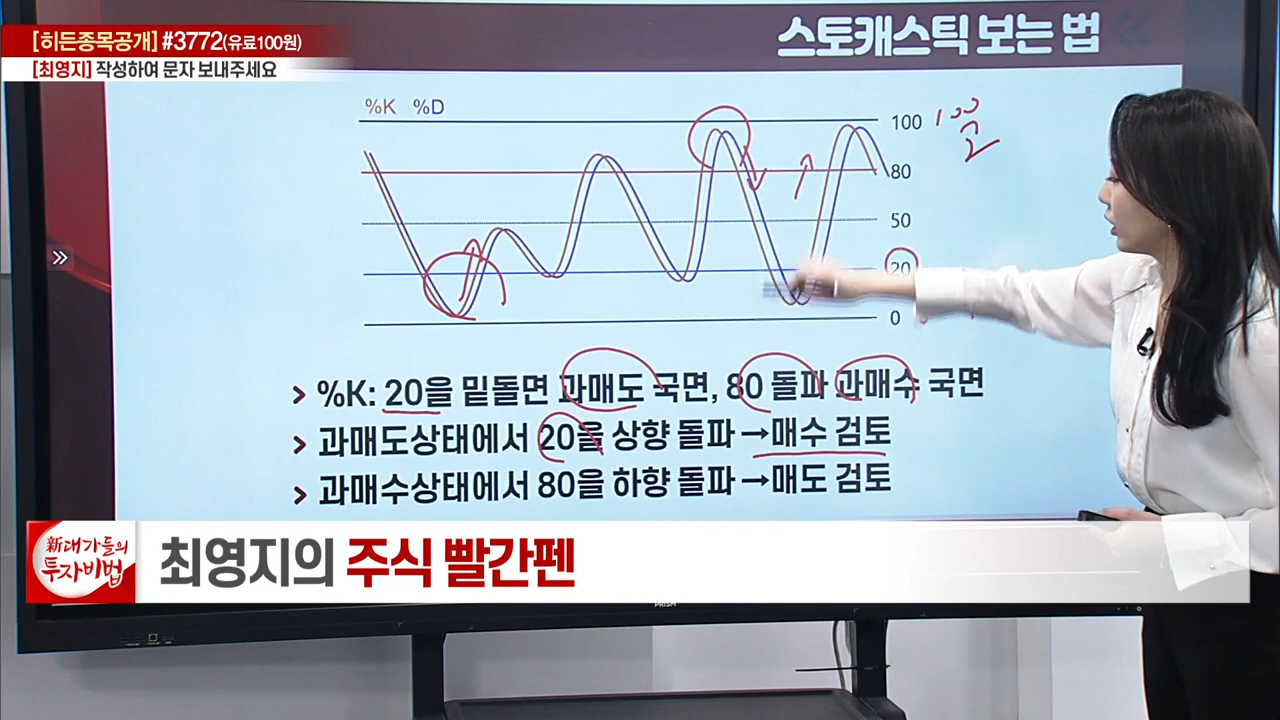 [히든종목공개] #3772(유료100원)
[최영지] 작성하여 문자 보내주세요
스토캐스틱 보는 법
%K %D
100
100
80
50
20
0
%K: 20을 밑돌면 과매도 국면, 80 돌파 과매수 국면
과매도상태에서 20을 상향 돌파→매수 검토
과매수상태에서 80을 하향 돌파→매도 검토
新대가들의
투자비법
최영지의 주식 빨간펜
PRISM